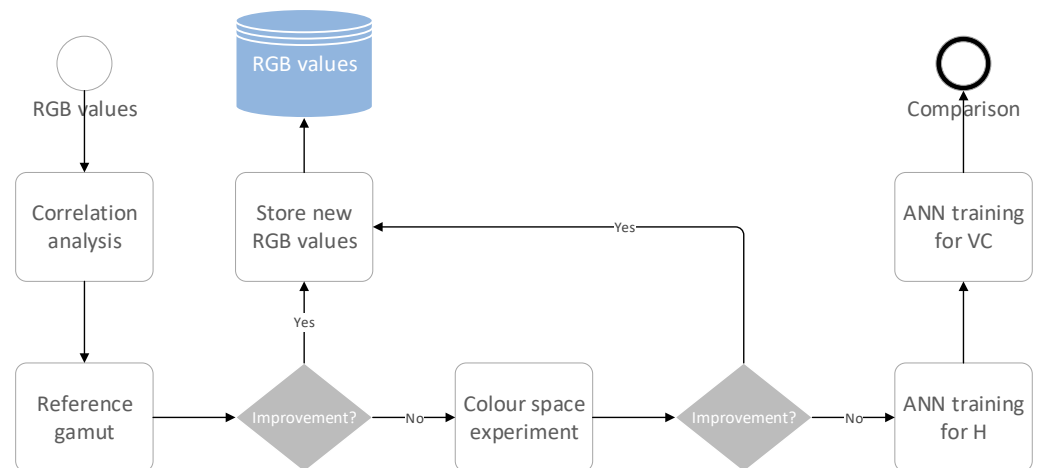 RGB values
RGB values
Comparison
Correlation
analysis
Store new
RGB values
ANN training
for VC
Yes
Yes
Reference
gamut
Improvement?
No
Colour space
experiment
Improvement?
No
ANN training
for H